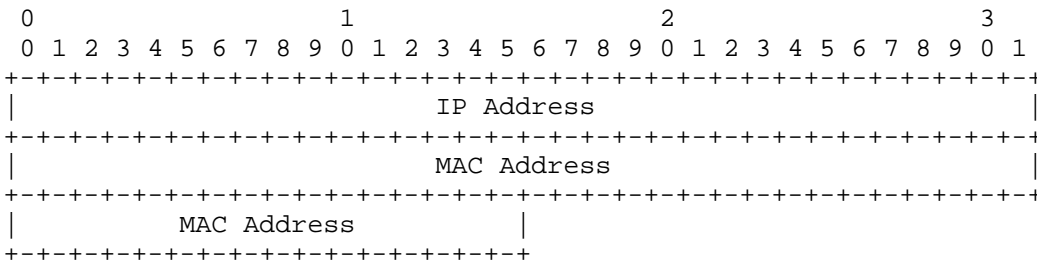 0                   1                   2                   3
 0 1 2 3 4 5 6 7 8 9 0 1 2 3 4 5 6 7 8 9 0 1 2 3 4 5 6 7 8 9 0 1
+-+-+-+-+-+-+-+-+-+-+-+-+-+-+-+-+-+-+-+-+-+-+-+-+-+-+-+-+-+-+-+-+
|                          IP Address                           |
+-+-+-+-+-+-+-+-+-+-+-+-+-+-+-+-+-+-+-+-+-+-+-+-+-+-+-+-+-+-+-+-+
|                          MAC Address                          |
+-+-+-+-+-+-+-+-+-+-+-+-+-+-+-+-+-+-+-+-+-+-+-+-+-+-+-+-+-+-+-+-+
|          MAC Address          |
+-+-+-+-+-+-+-+-+-+-+-+-+-+-+-+-+